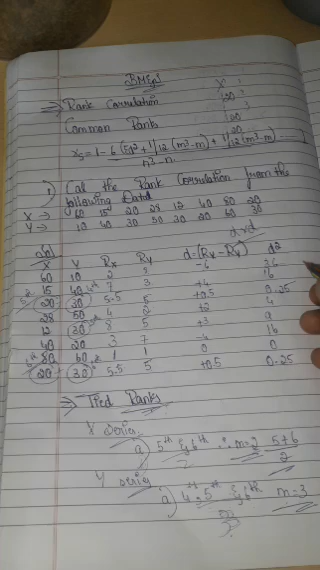 BMEGS
=> Rank Correlation
Common Ranks
rs = 1 - 6 (Σd² + 1/12 (m³-m) + 1/12 (m³-m) ....)
n³-n
1) Cal the Rank Correlation from the
following Data
X → 60 15 20 28 12 40 80 20
Y → 10 40 30 50 30 20 60 30
Sol
X Y Rx Ry d=(Rx-Ry) d²
60 10 2 -6 36
15 40 7 3 +4 16
20 30 5.5 5 +0.5 0.25
28 50 4 2 +2 4
12 30 8 5 +3 9
40 20 3 7 -4 16
80 60 1 1 0 0
20 30 5.5 5 +0.5 0.25
=> Tied Ranks
X series
a) 5th & 6th ∴ m=2 5+6
2
Y series
a) 4th, 5th & 6th m=3